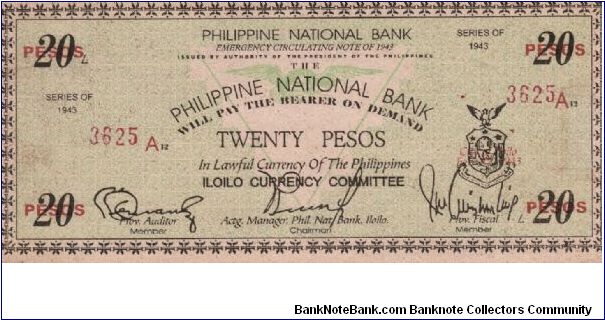 PHILIPPINE NATIONAL BANK
EMERGENCY CIRCULATING NOTE OF 1943
ISSUED BY AUTHORITY OF THE PRESIDENT OF THE PHILIPPINES
THE
PHILIPPINE NATIONAL BANK
WILL PAY THE BEARER ON DEMAND
TWENTY PESOS
In Lawful Currency Of The Philippines
ILOILO CURRENCY COMMITTEE
20
PESOS
L
SERIES OF
1943
3625 A12
SERIES OF
1943
20
PESOS
3625 A12
20
PESOS
Prov. Auditor
Member
Actg. Manager, Phil. Nat. Bank, Iloilo.
Chairman
Prov. Fiscal
Member
L
20
PESOS
BankNoteBank.com Banknote Collectors Community